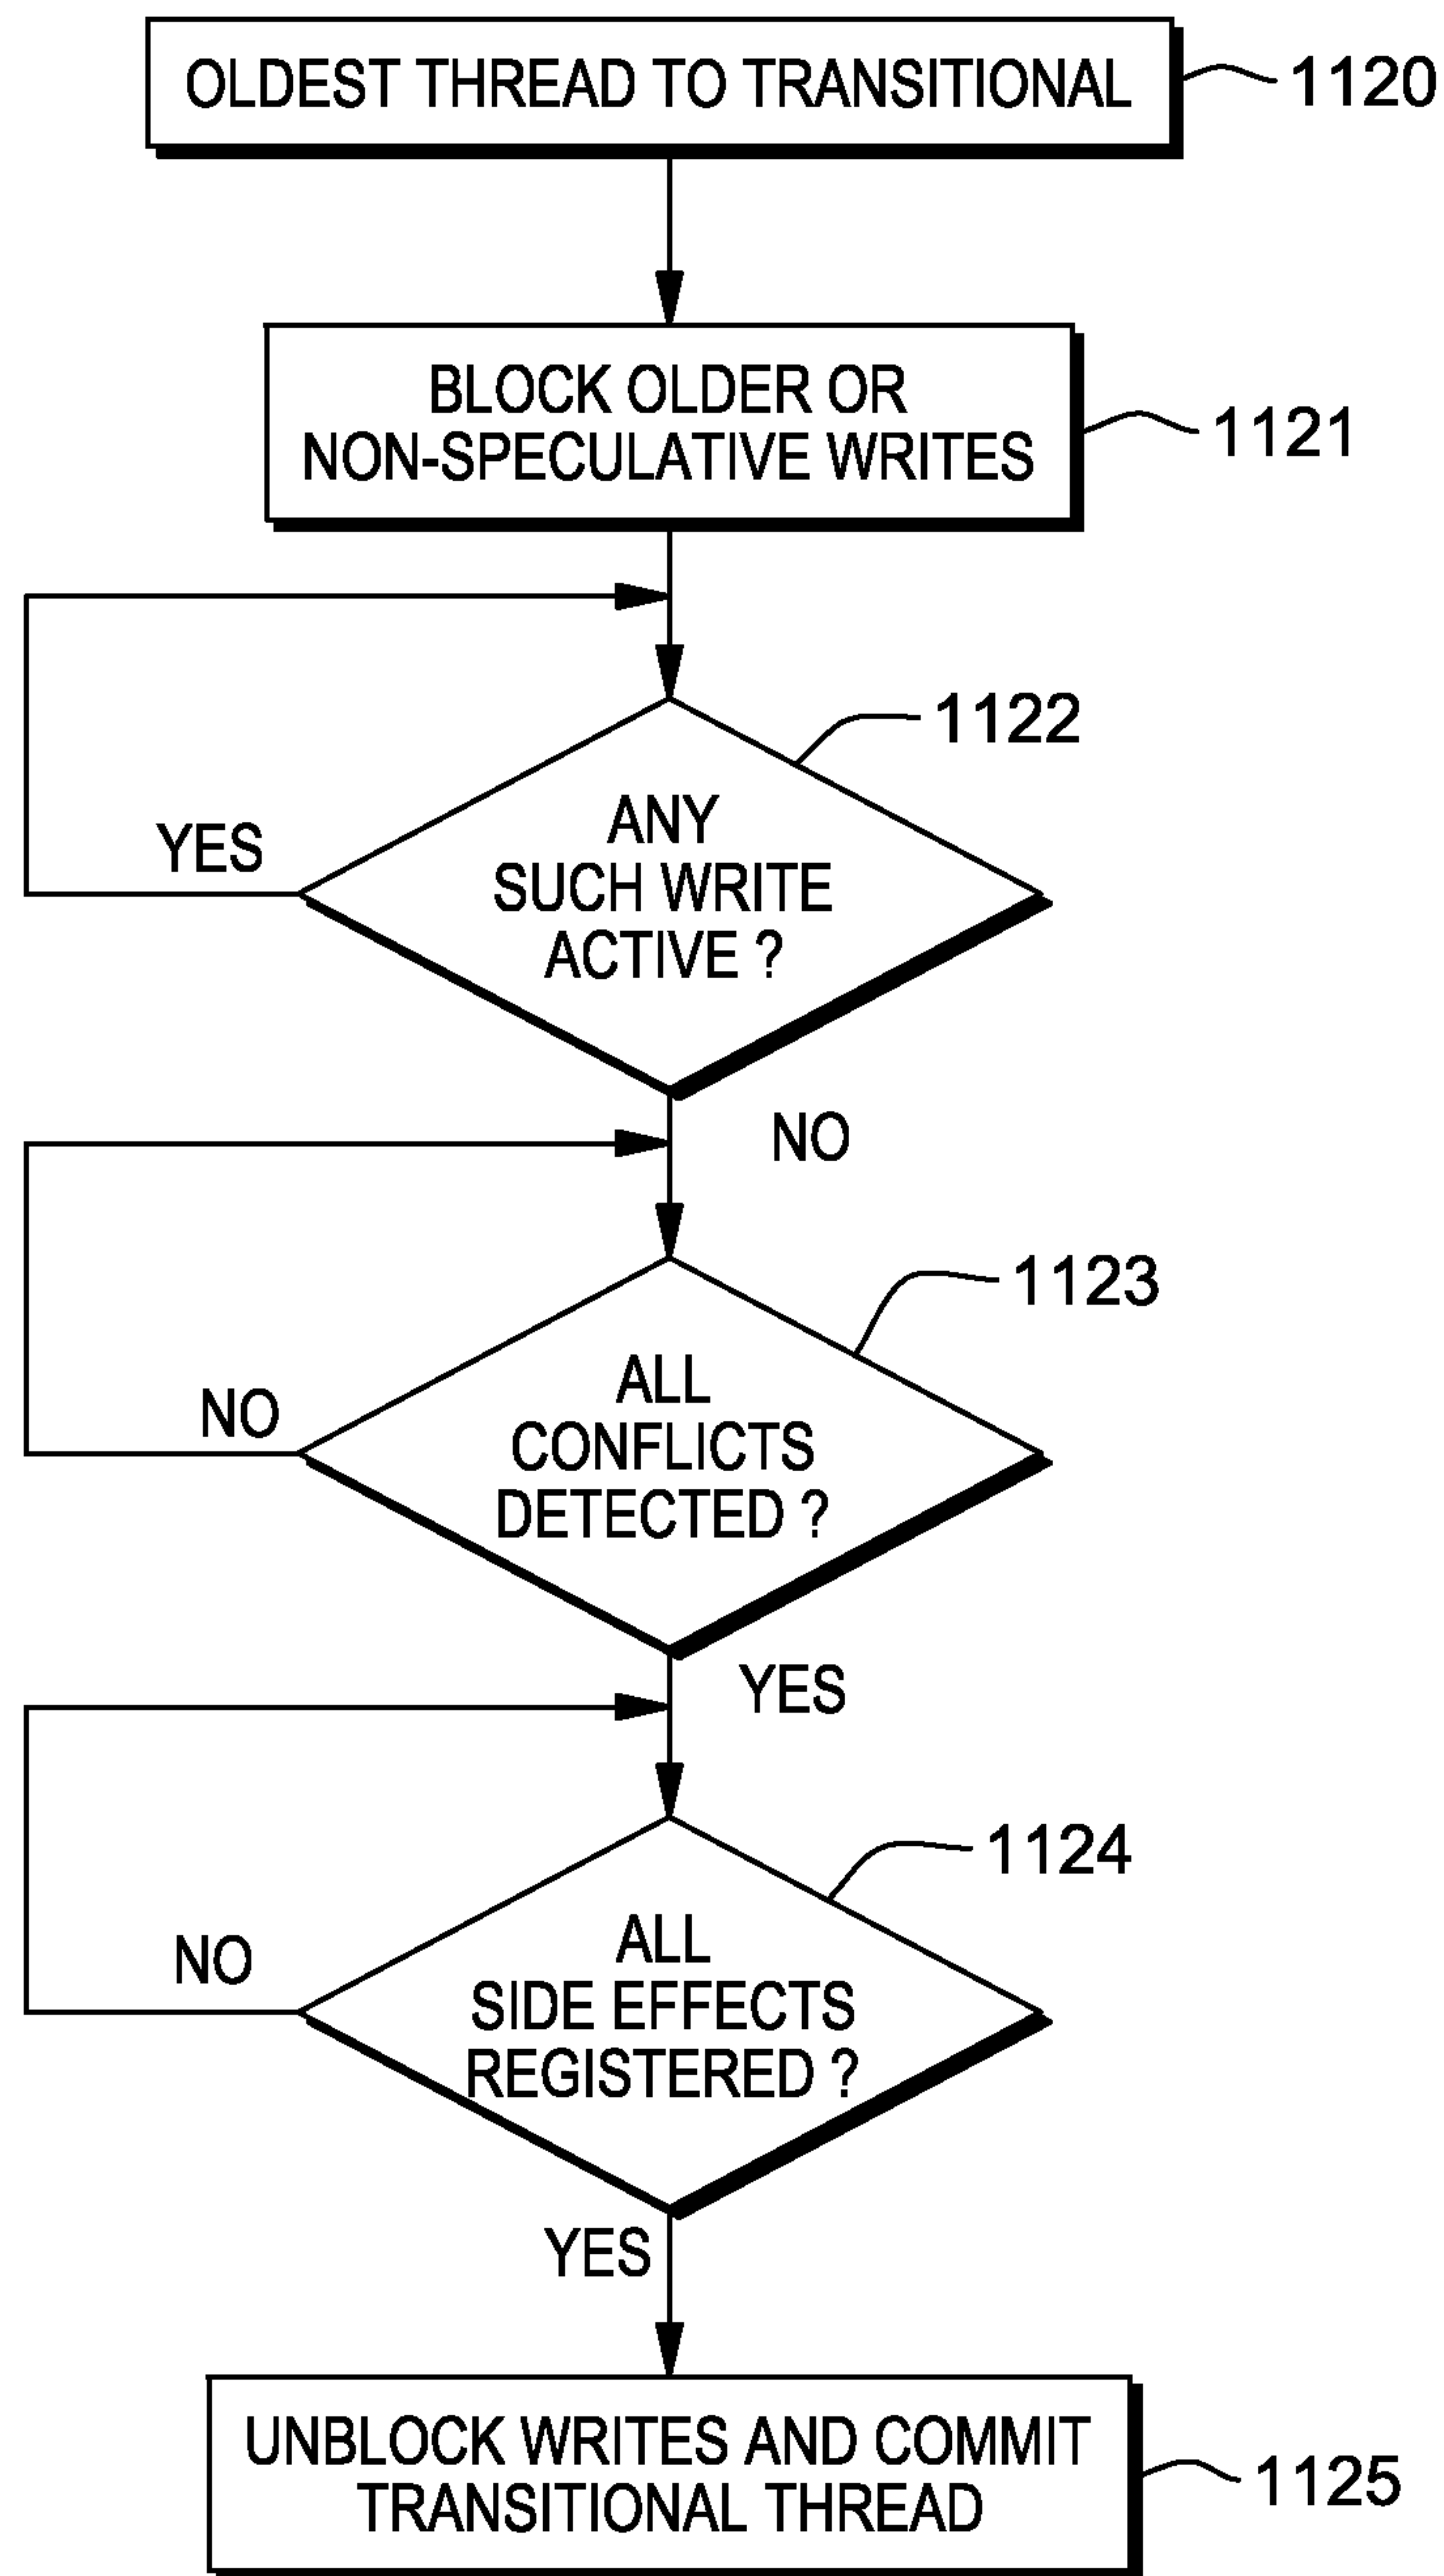 OLDEST THREAD TO TRANSITIONAL
1120
BLOCK OLDER OR
NON-SPECULATIVE WRITES
1121
1122
ANY
SUCH WRITE
ACTIVE ?
YES
NO
1123
ALL
CONFLICTS
DETECTED ?
NO
YES
1124
ALL
SIDE EFFECTS
REGISTERED ?
NO
YES
UNBLOCK WRITES AND COMMIT
TRANSITIONAL THREAD
1125